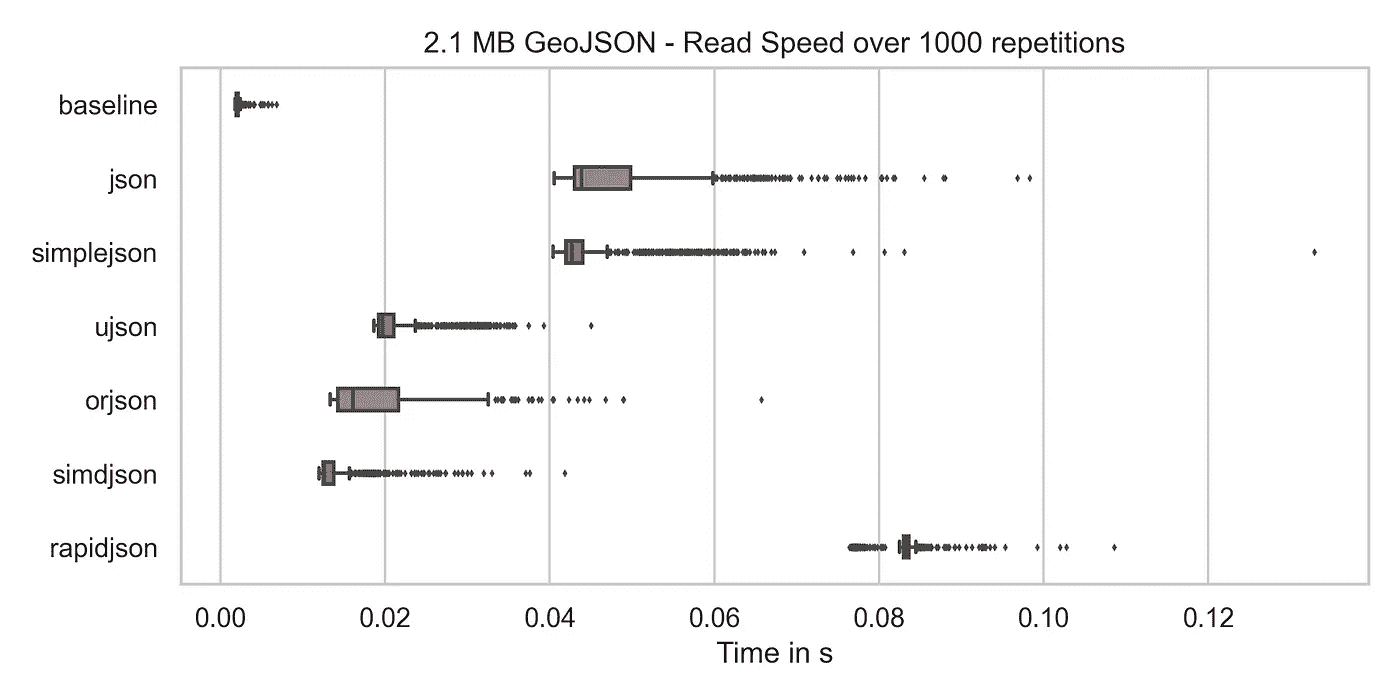 2.1 MB GeoJSON - Read Speed over 1000 repetitions
baseline
json
simplejson
ujson
orjson
simdjson
rapidjson
0.00 0.02 0.04 0.06 0.08 0.10 0.12
Time in s